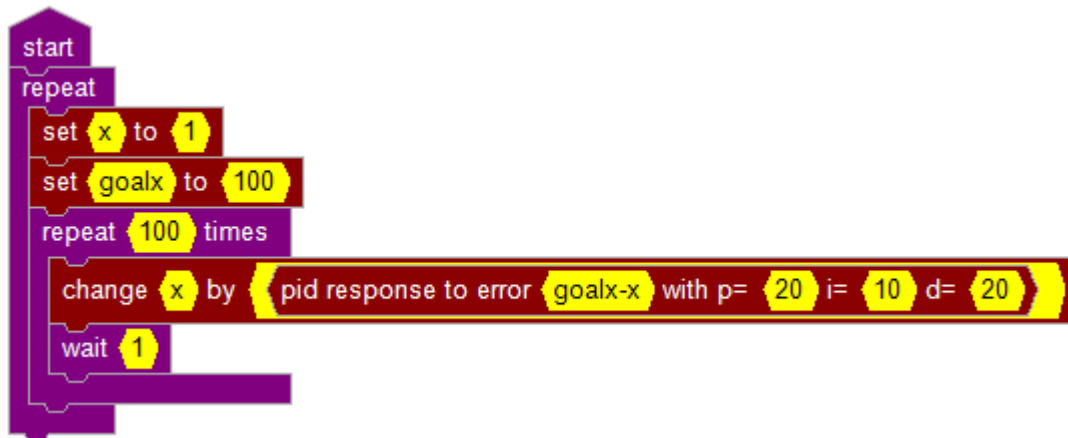 start
repeat
set x to 1
set goalx to 100
repeat 100 times
change x by pid response to error goalx-x with p= 20 i= 10 d= 20
wait 1